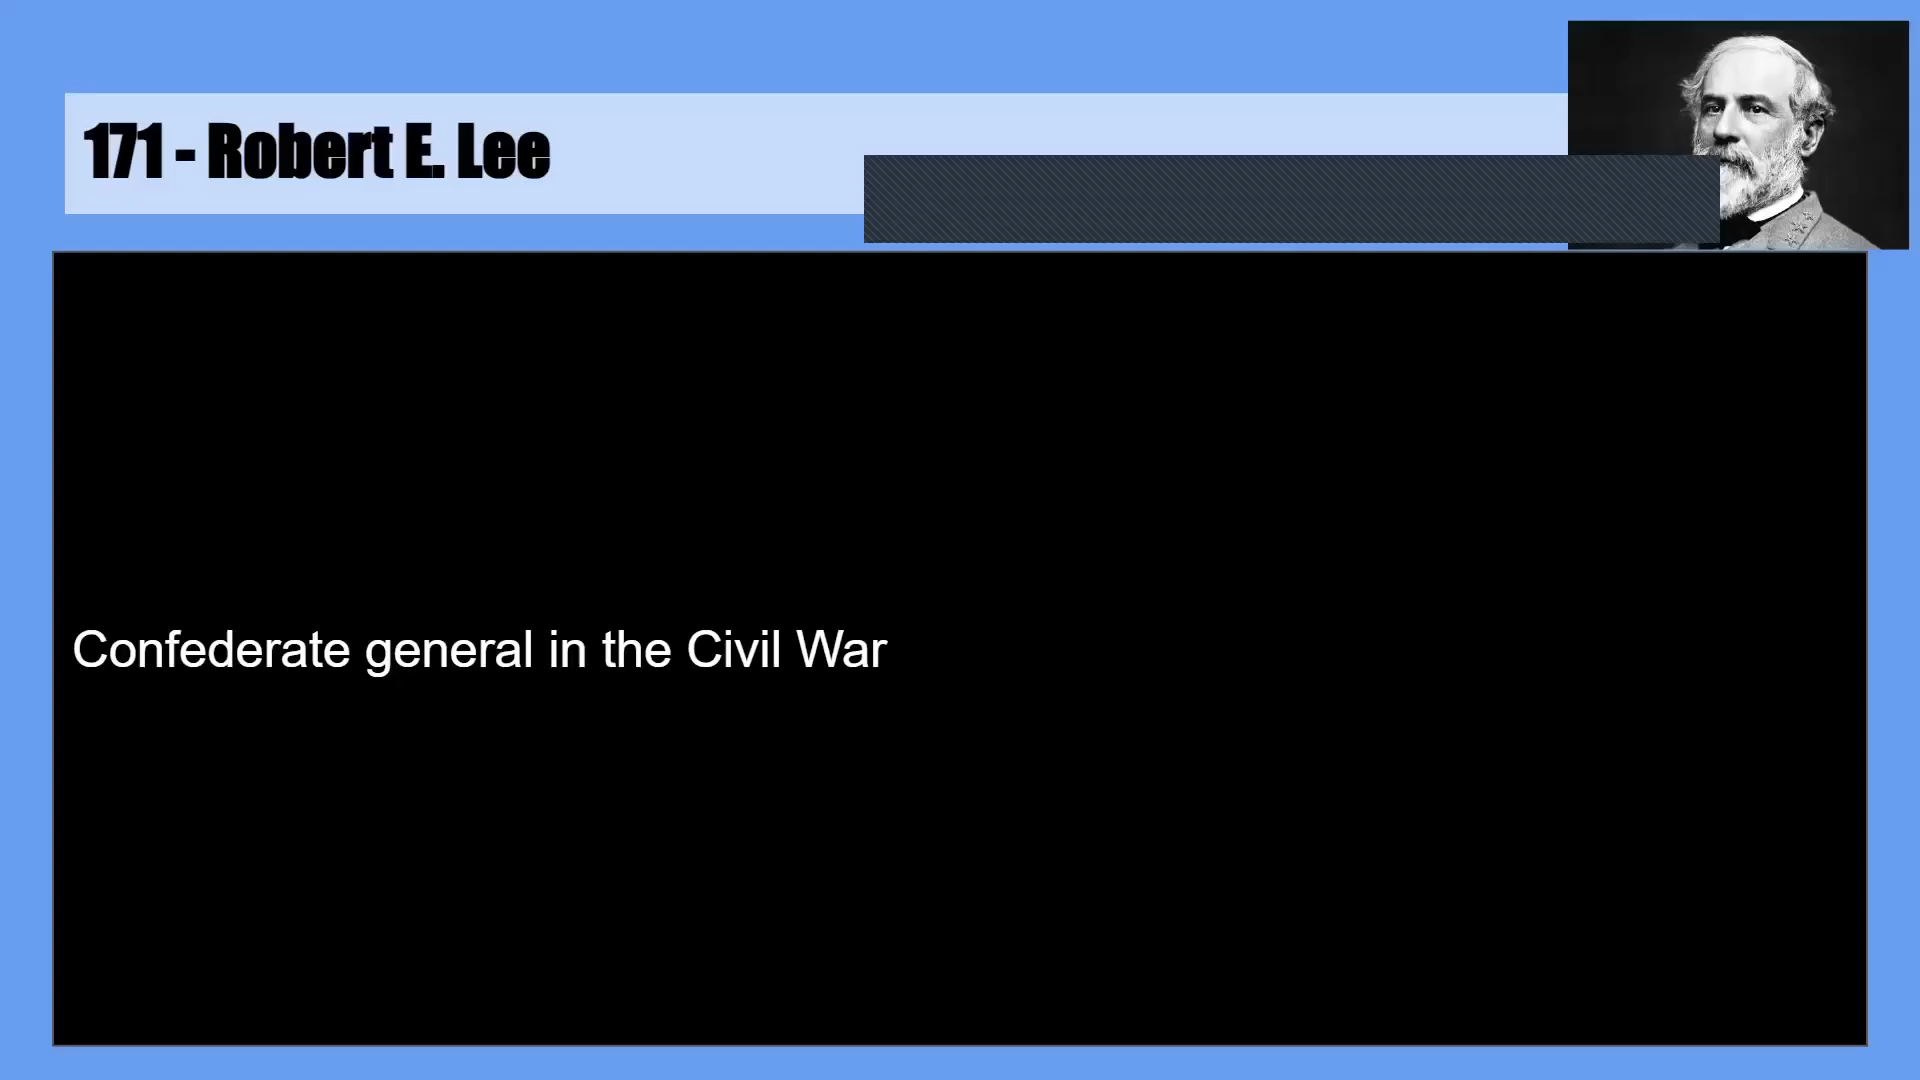 171 - Robert E. Lee
Confederate general in the Civil War